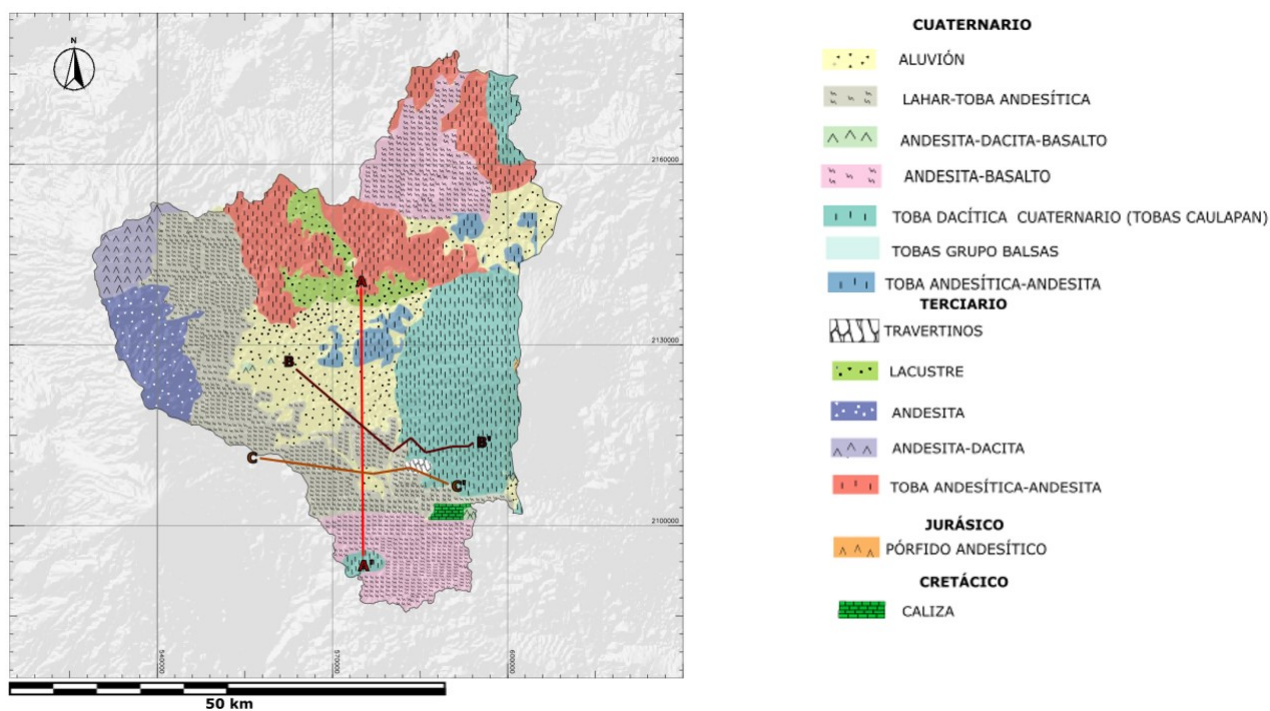 N
2160000
2130000
2100000
540000
570000
600000
A
B
B'
C
C'
A'
50 km
CUATERNARIO
ALUVIÓN
LAHAR-TOBA ANDESÍTICA
ANDESITA-DACITA-BASALTO
ANDESITA-BASALTO
TOBA DACÍTICA CUATERNARIO (TOBAS CAULAPAN)
TOBAS GRUPO BALSAS
TOBA ANDESÍTICA-ANDESITA
TERCIARIO
TRAVERTINOS
LACUSTRE
ANDESITA
ANDESITA-DACITA
TOBA ANDESÍTICA-ANDESITA
JURÁSICO
PÓRFIDO ANDESÍTICO
CRETÁCICO
CALIZA